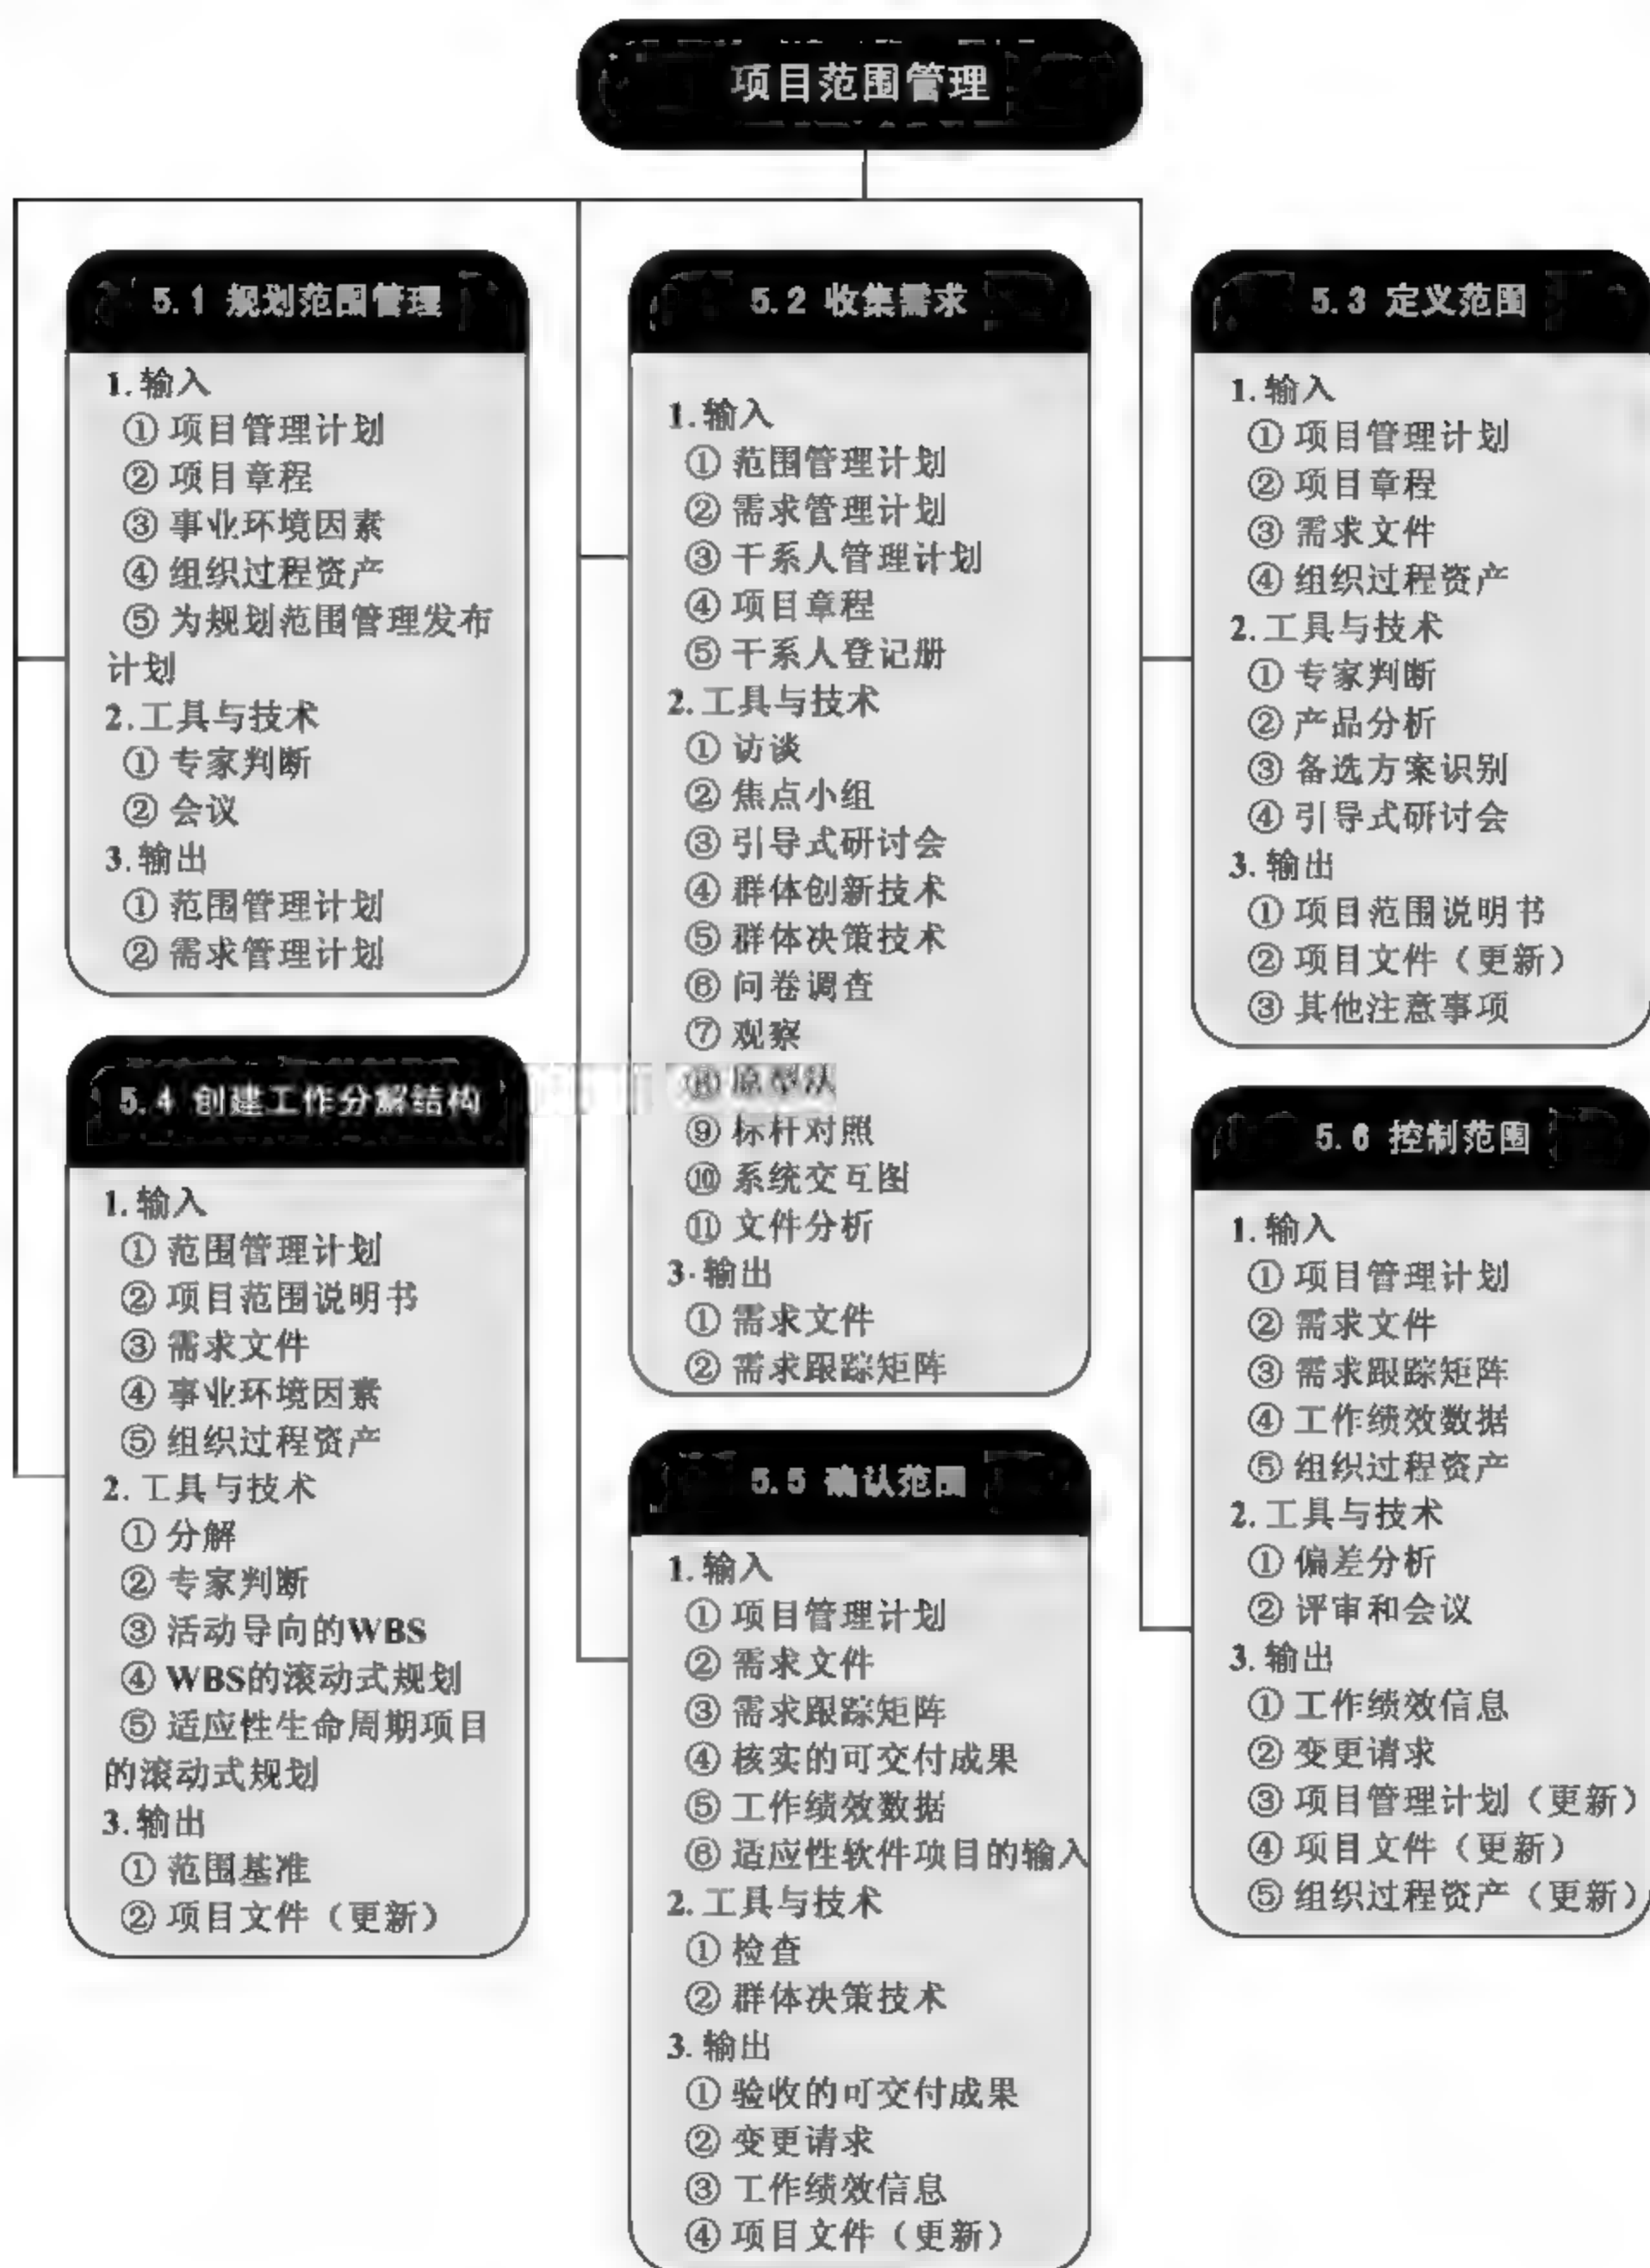 项目范围管理
5.1 规划范围管理
1.输入
① 项目管理计划
② 项目章程
③ 事业环境因素
④ 组织过程资产
⑤ 为规划范围管理发布
计划
2.工具与技术
① 专家判断
② 会议
3.输出
① 范围管理计划
② 需求管理计划
5.2 收集需求
1.输入
① 范围管理计划
② 需求管理计划
③ 干系人管理计划
④ 项目章程
⑤ 干系人登记册
2.工具与技术
① 访谈
② 焦点小组
③ 引导式研讨会
④ 群体创新技术
⑤ 群体决策技术
⑥ 问卷调查
⑦ 观察
⑧ 原型法
⑨ 标杆对照
⑩ 系统交互图
⑪ 文件分析
3.输出
① 需求文件
② 需求跟踪矩阵
5.3 定义范围
1.输入
① 项目管理计划
② 项目章程
③ 需求文件
④ 组织过程资产
2.工具与技术
① 专家判断
② 产品分析
③ 备选方案识别
④ 引导式研讨会
3.输出
① 项目范围说明书
② 项目文件（更新）
③ 其他注意事项
5.4 创建工作分解结构
1.输入
① 范围管理计划
② 项目范围说明书
③ 需求文件
④ 事业环境因素
⑤ 组织过程资产
2.工具与技术
① 分解
② 专家判断
③ 活动导向的WBS
④ WBS的滚动式规划
⑤ 适应性生命周期项目
的滚动式规划
3.输出
① 范围基准
② 项目文件（更新）
5.5 确认范围
1.输入
① 项目管理计划
② 需求文件
③ 需求跟踪矩阵
④ 核实的可交付成果
⑤ 工作绩效数据
⑥ 适应性软件项目的输入
2.工具与技术
① 检查
② 群体决策技术
3.输出
① 验收的可交付成果
② 变更请求
③ 工作绩效信息
④ 项目文件（更新）
5.6 控制范围
1.输入
① 项目管理计划
② 需求文件
③ 需求跟踪矩阵
④ 工作绩效数据
⑤ 组织过程资产
2.工具与技术
① 偏差分析
② 评审和会议
3.输出
① 工作绩效信息
② 变更请求
③ 项目管理计划（更新）
④ 项目文件（更新）
⑤ 组织过程资产（更新）